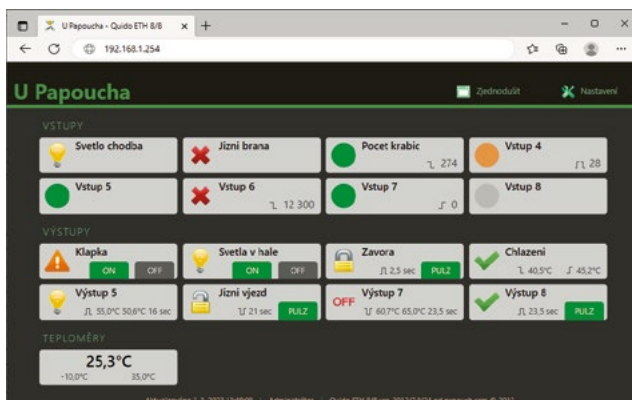 U Papoucha - Quido ETH 8/8
192.168.1.254
U Papoucha
Zjednodušit
Nastavení
VSTUPY
Svetlo chodba
Jizni brana
Pocet krabic
274
Vstup 4
28
Vstup 5
Vstup 6
12 300
Vstup 7
0
Vstup 8
VÝSTUPY
Klapka
ON OFF
Svetla v hale
ON OFF
Zavora
2,5 sec PULZ
Chlazeni
40,5°C 45,2°C
Výstup 5
55,0°C 50,6°C 16 sec
Jizni vjezd
21 sec PULZ
OFF
Výstup 7
60,7°C 65,0°C 23,5 sec
Výstup 8
23,5 sec PULZ
TEPLOMĚRY
25,3°C
-10,0°C 35,0°C